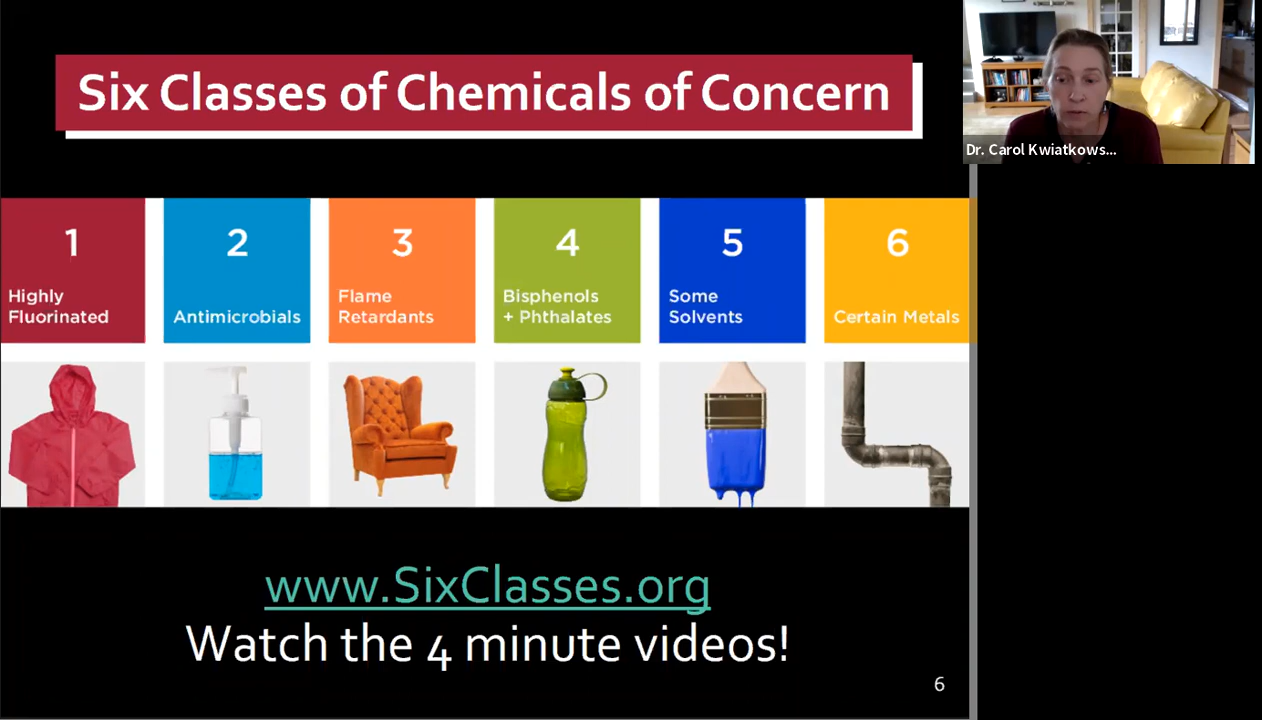 Six Classes of Chemicals of Concern
Dr. Carol Kwiatkows...
1
Highly
Fluorinated
2
Antimicrobials
3
Flame
Retardants
4
Bisphenols
+ Phthalates
5
Some
Solvents
6
Certain Metals
www.SixClasses.org
Watch the 4 minute videos!
6